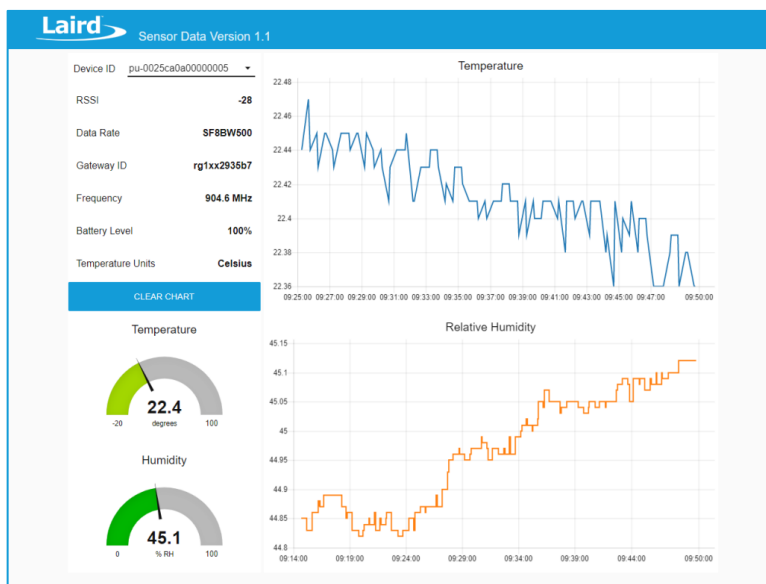 Laird
Sensor Data Version 1.1
Device ID pu-0025ca0a00000005
RSSI -28
Data Rate SF8BW500
Gateway ID rg1xx2935b7
Frequency 904.6 MHz
Battery Level 100%
Temperature Units Celsius
CLEAR CHART
Temperature
22.4
-20 degrees 100
Humidity
45.1
0 % RH 100
Temperature
22.48
22.46
22.44
22.42
22.4
22.38
22.36
09:25:00 09:27:00 09:29:00 09:31:00 09:33:00 09:35:00 09:37:00 09:39:00 09:41:00 09:43:00 09:45:00 09:47:00 09:50:00
Relative Humidity
45.15
45.1
45.05
45
44.95
44.9
44.85
44.8
09:14:00 09:19:00 09:24:00 09:29:00 09:34:00 09:39:00 09:44:00 09:50:00